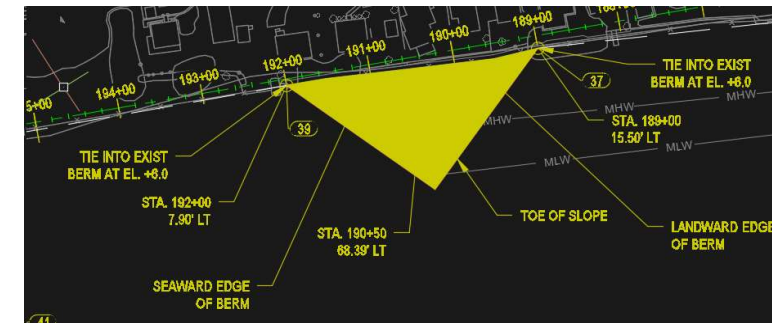 189+00
190+00
191+00
192+00
193+00
194+00
5+00
TIE INTO EXIST
BERM AT EL. +6.0
37
STA. 189+00
15.50' LT
MHW
MHW
MHW
39
TIE INTO EXIST
BERM AT EL. +6.0
STA. 192+00
7.90' LT
MLW
MLW
STA. 190+50
68.39' LT
TOE OF SLOPE
LANDWARD EDGE
OF BERM
SEAWARD EDGE
OF BERM
41